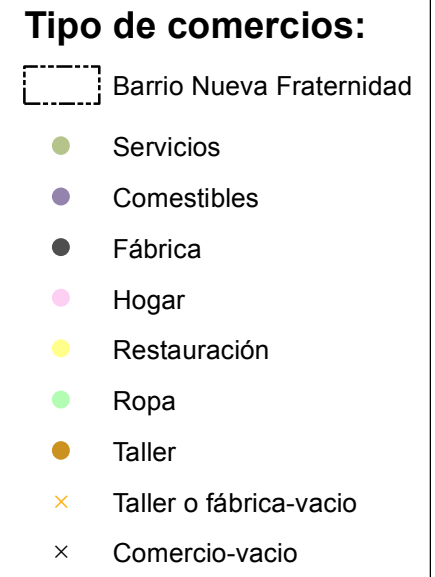 Tipo de comercios:
Barrio Nueva Fraternidad
Servicios
Comestibles
Fábrica
Hogar
Restauración
Ropa
Taller
Taller o fábrica-vacio
Comercio-vacio